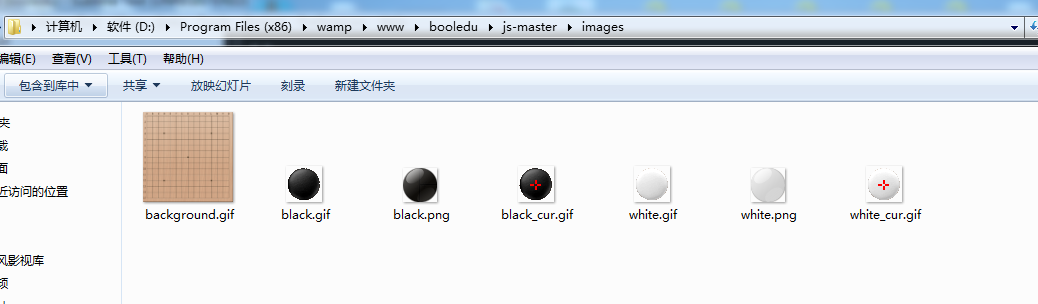 计算机 软件 (D:) Program Files (x86) wamp www booledu js-master images
编辑(E) 查看(V) 工具(T) 帮助(H)
包含到库中 共享 放映幻灯片 刻录 新建文件夹
夹
载
面
近访问的位置
风影视库
频
background.gif black.gif black.png black_cur.gif white.gif white.png white_cur.gif